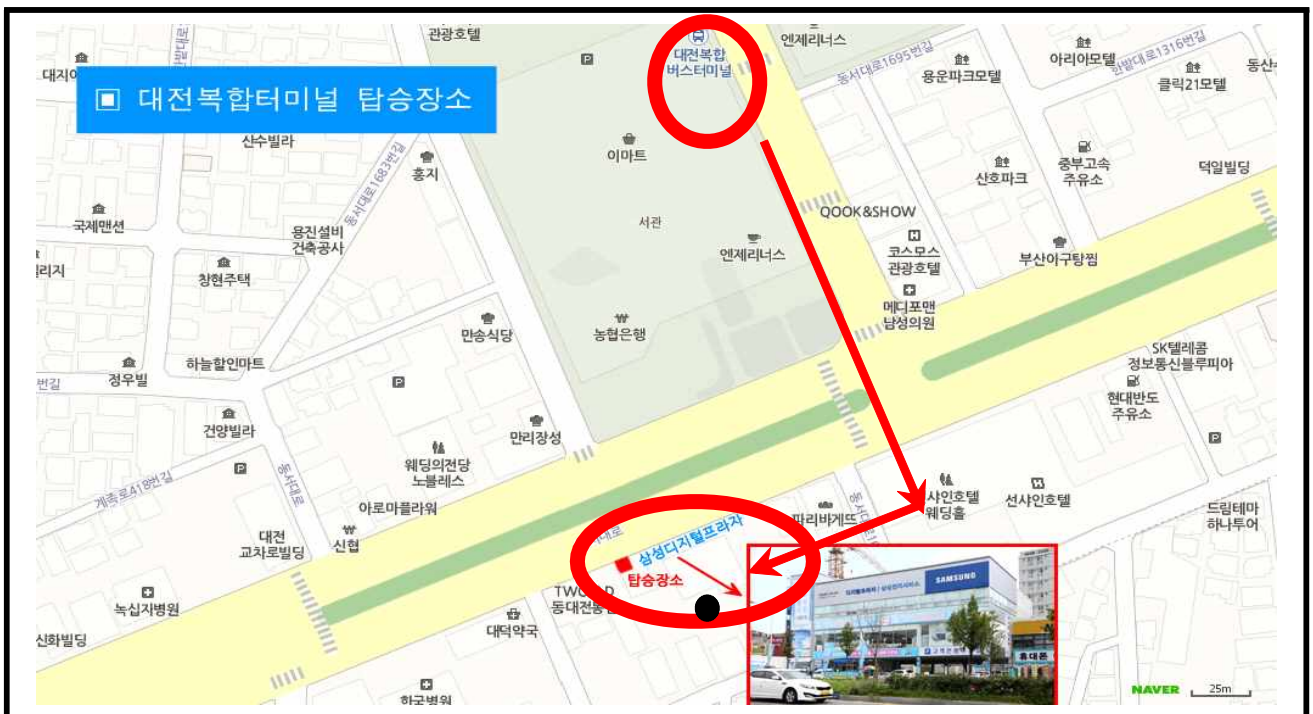 관광호텔
대전복합
버스터미널
엔제리너스
동서대로1695번길
용운파크모텔
아리아모텔
한밭대로1316번길
클릭21모텔
▣ 대전복합터미널 탑승장소
산수빌라
동서대로1683번길
홍지
이마트
서관
엔제리너스
농협은행
산호파크
중부고속
주유소
덕일빌딩
QOOK&SHOW
코스모스
관광호텔
부산아구탕찜
메디포맨
남성의원
국제맨션
용진설비
건축공사
창현주택
만송식당
하늘할인마트
정우빌
건양빌라
만리장성
웨딩의전당
노블레스
계족로418번길
동서대로
아로마플라워
대전
교차로빌딩
신협
녹십자병원
신화빌딩
SK텔레콤
정보통신블루피아
현대반도
주유소
샤인호텔
웨딩홀
선샤인호텔
드림테마
하나투어
파리바게뜨
삼성디지털프라자
탑승장소
대덕약국
한국병원
SAMSUNG
휴대폰
NAVER
25m